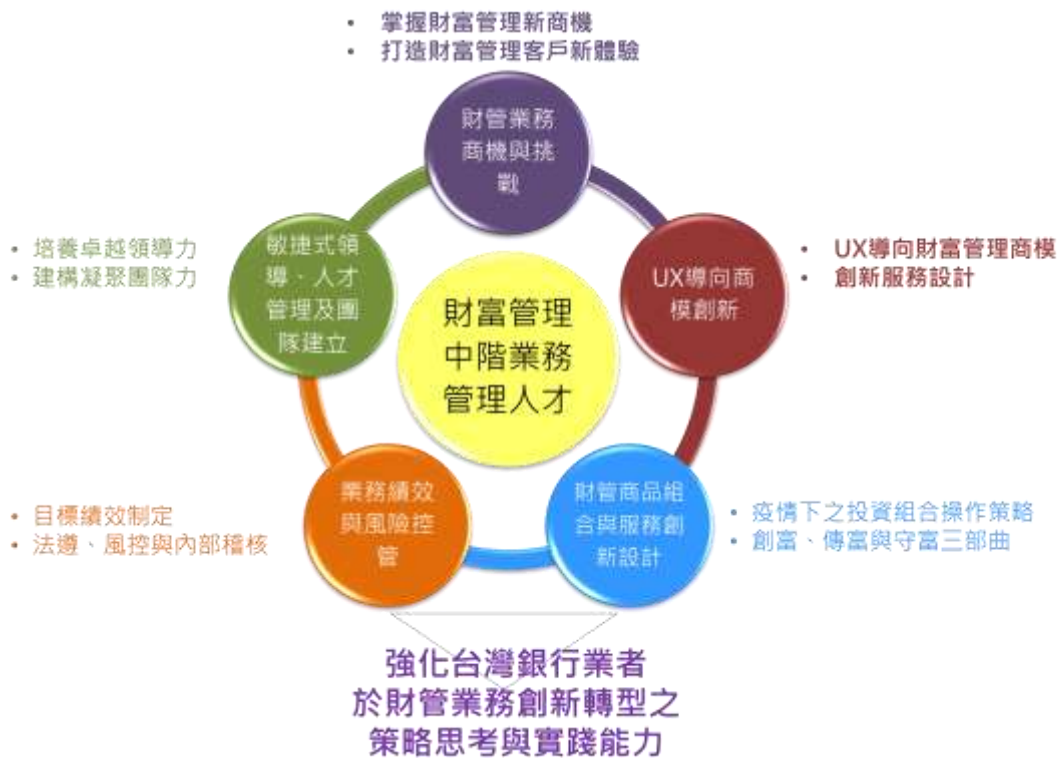 • 掌握財富管理新商機
• 打造財富管理客戶新體驗
財管業務
商機與挑
戰
• 培養卓越領導力
• 建構凝聚團隊力
敏捷式領
導、人才
管理及團
隊建立
UX導向商
模創新
• UX導向財富管理商模
• 創新服務設計
財富管理
中階業務
管理人才
• 目標績效制定
• 法遵、風控與內部稽核
業務績效
與風險控
管
財管商品組
合與服務創
新設計
• 疫情下之投資組合操作策略
• 創富、傳富與守富三部曲
強化台灣銀行業者
於財管業務創新轉型之
策略思考與實踐能力